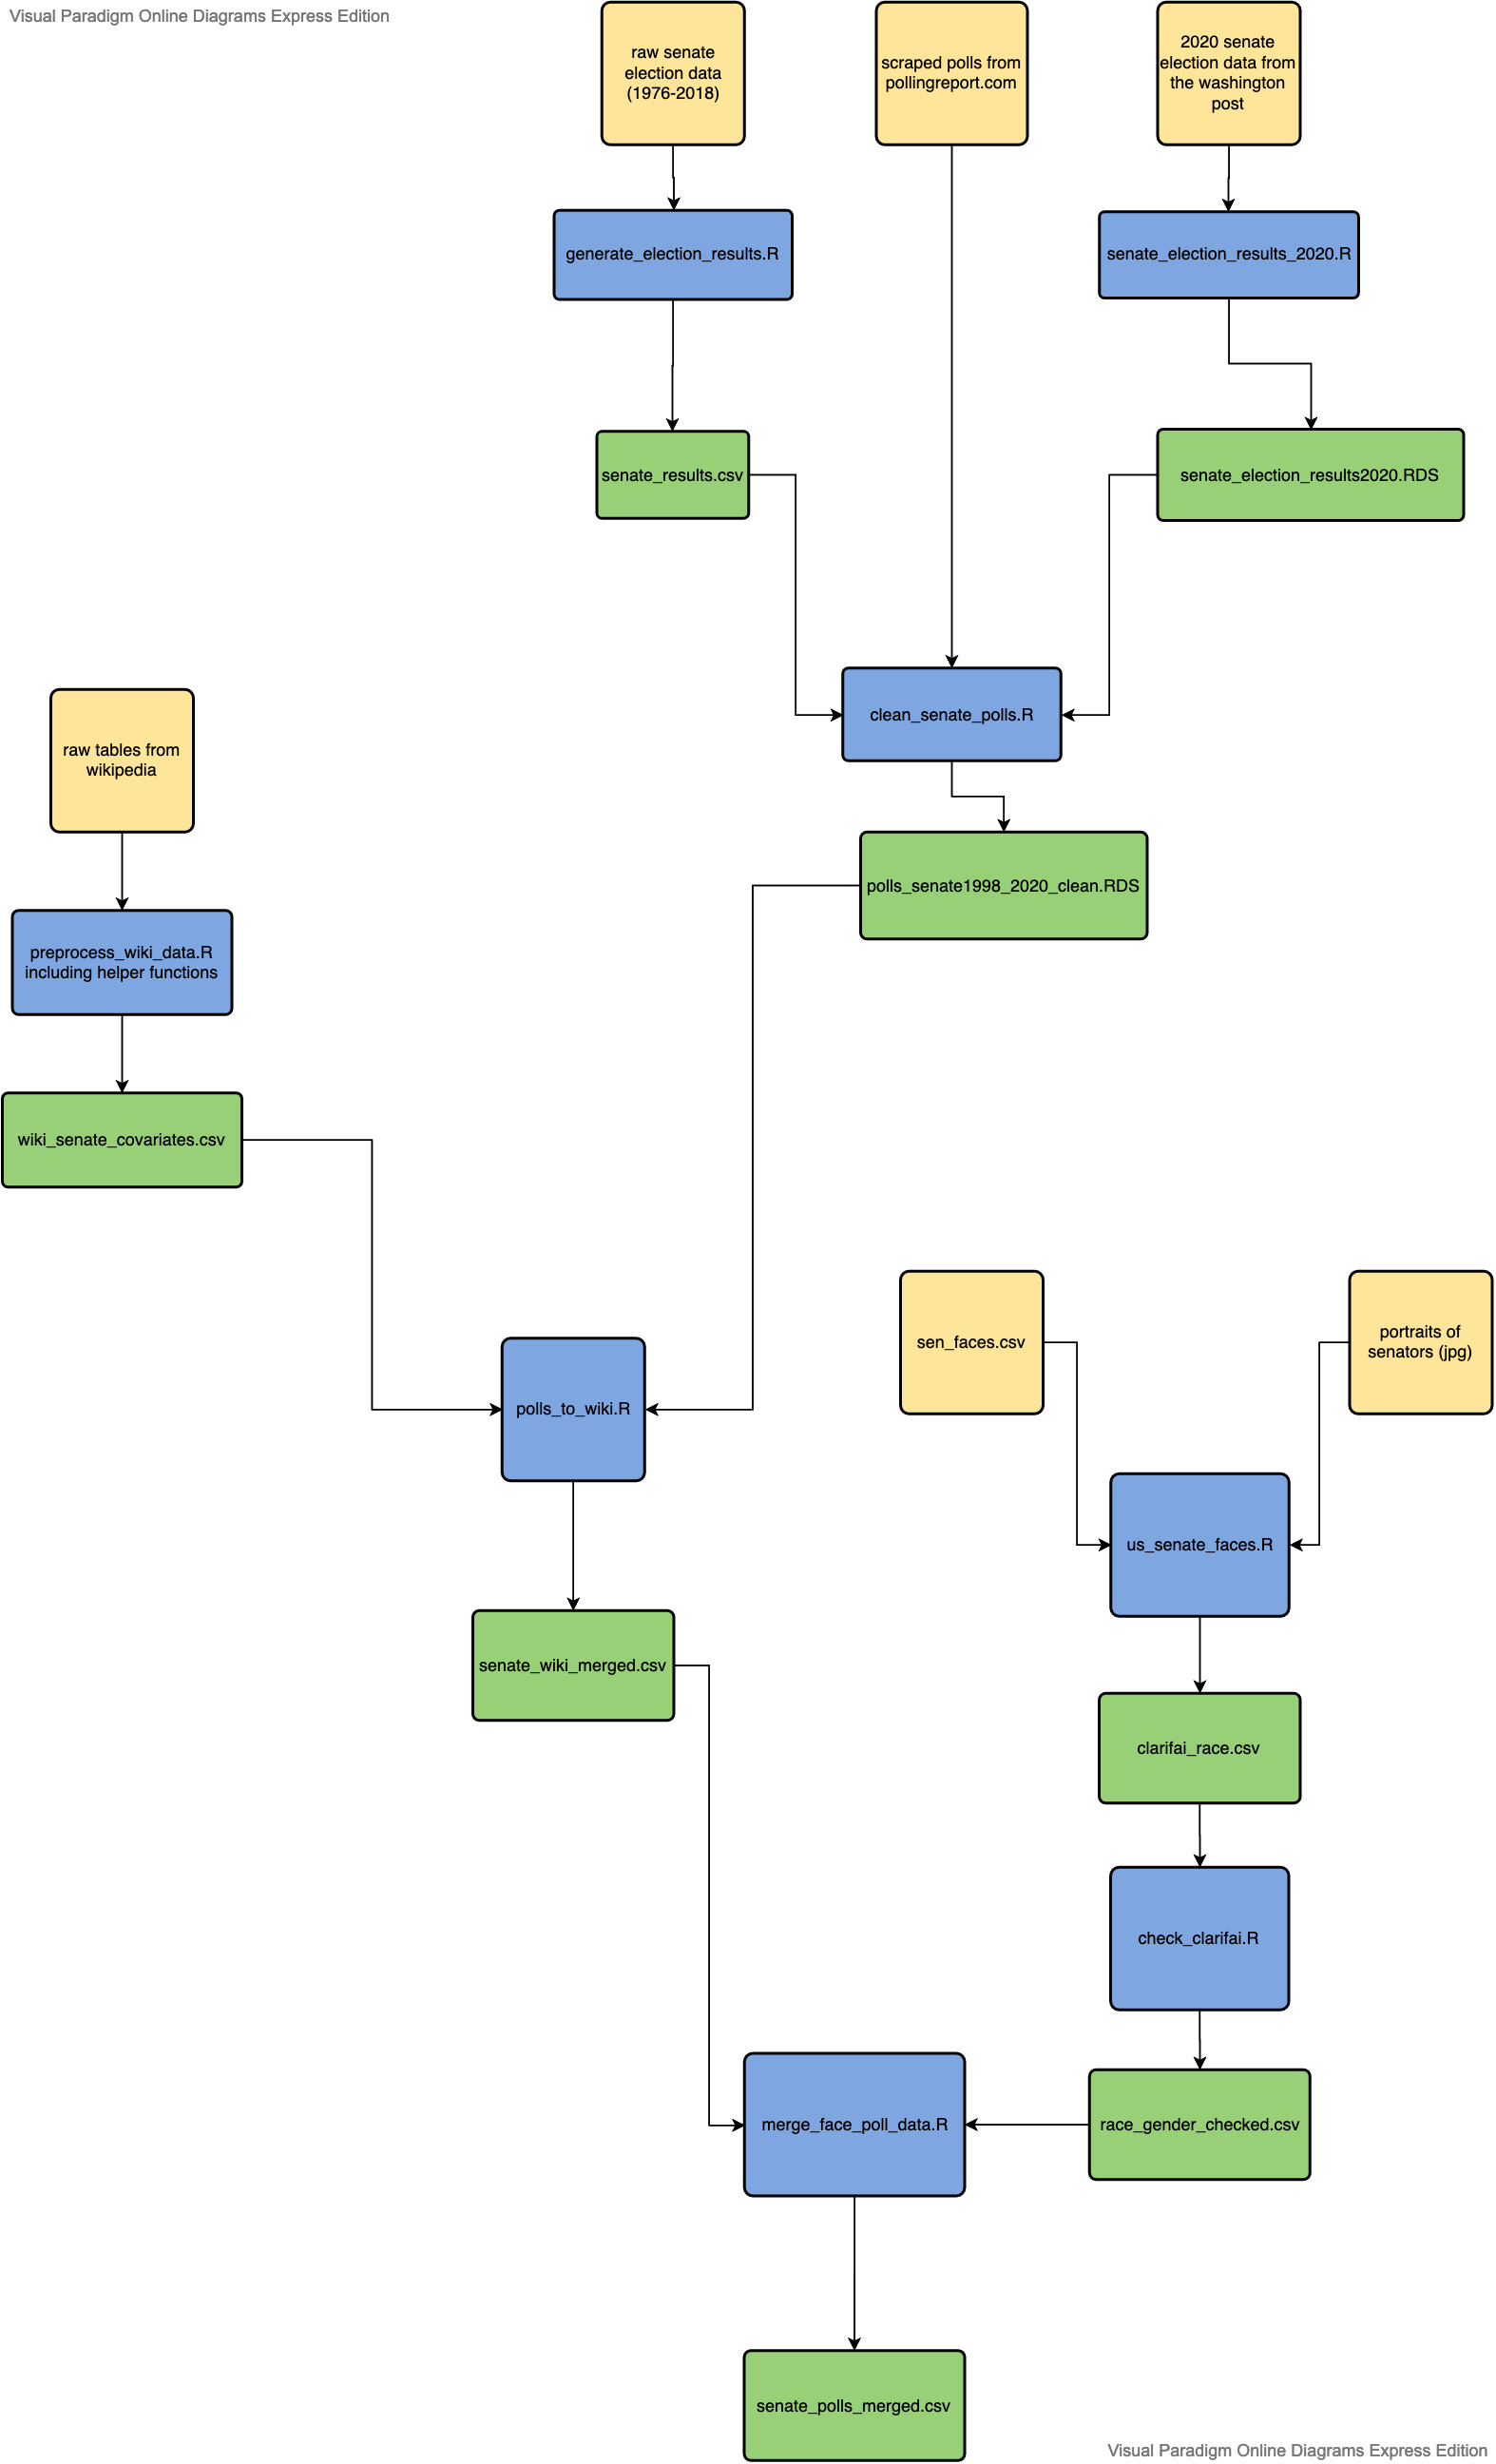 Visual Paradigm Online Diagrams Express Edition
raw senate
election data
(1976-2018)
scraped polls from
pollingreport.com
2020 senate
election data from
the washington
post
generate_election_results.R
senate_election_results_2020.R
senate_results.csv
senate_election_results2020.RDS
clean_senate_polls.R
raw tables from
wikipedia
polls_senate1998_2020_clean.RDS
preprocess_wiki_data.R
including helper functions
wiki_senate_covariates.csv
sen_faces.csv
portraits of
senators (jpg)
polls_to_wiki.R
us_senate_faces.R
senate_wiki_merged.csv
clarifai_race.csv
check_clarifai.R
merge_face_poll_data.R
race_gender_checked.csv
senate_polls_merged.csv
Visual Paradigm Online Diagrams Express Edition